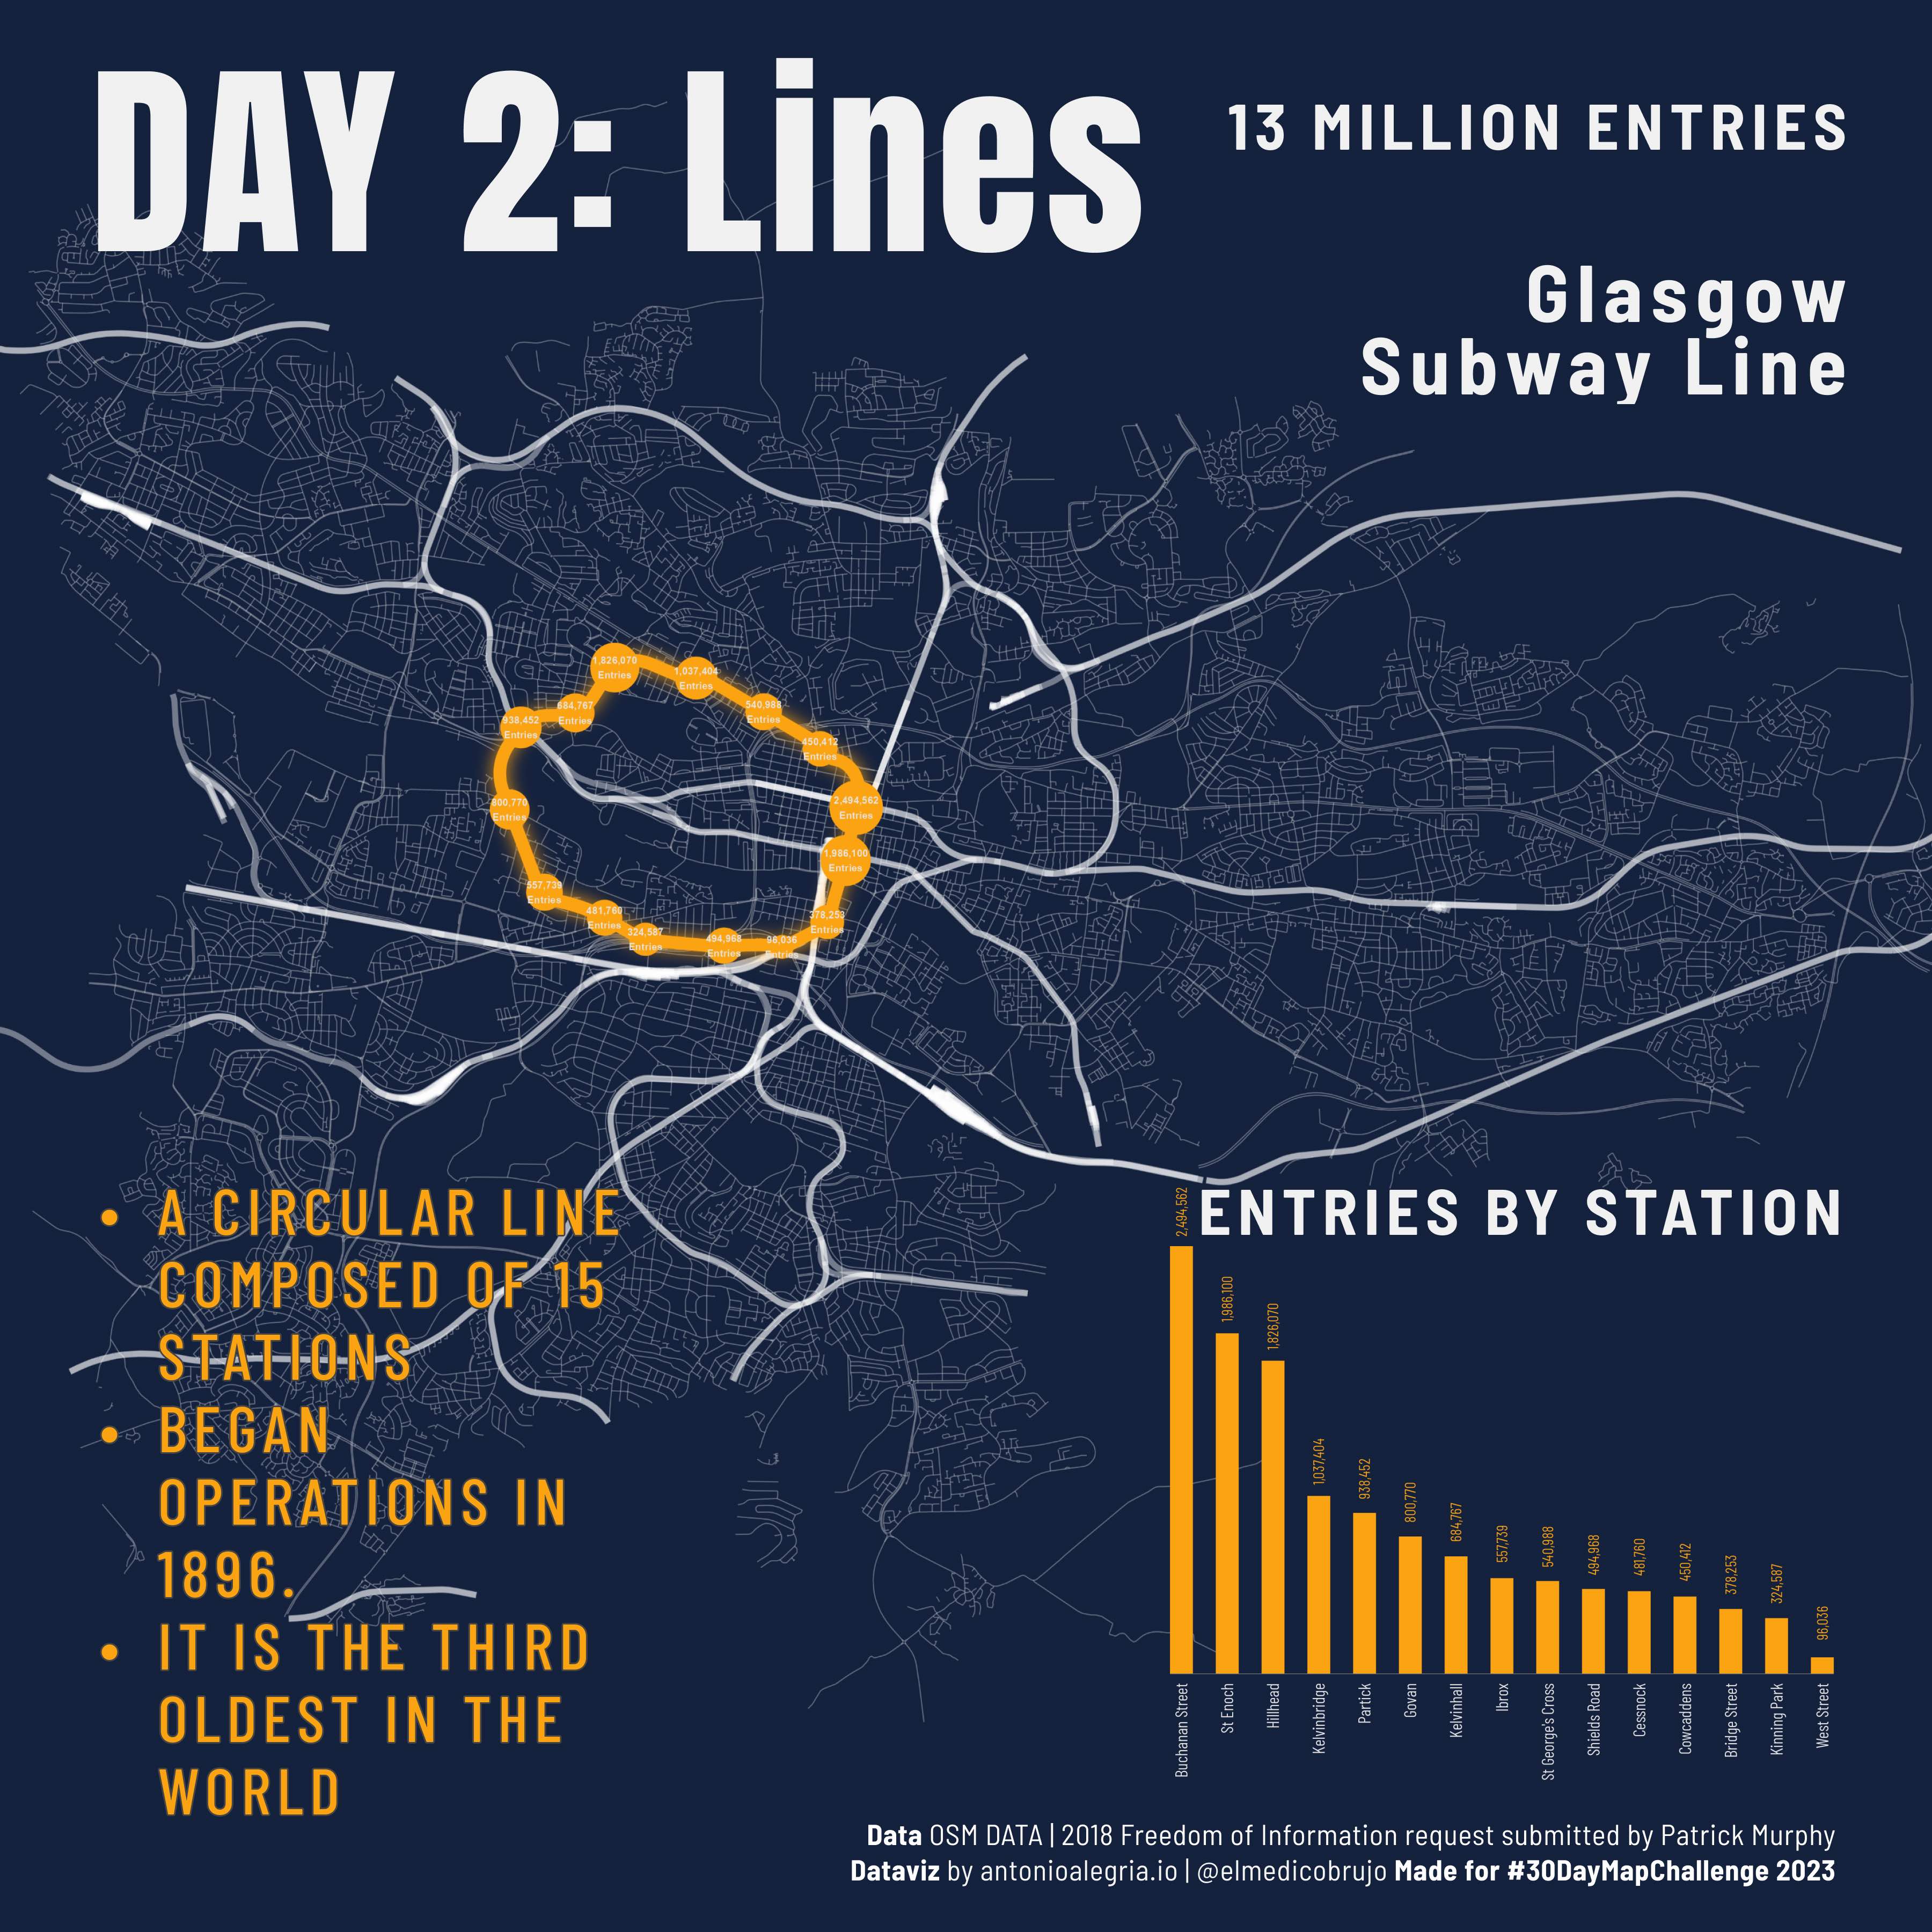 DAY 2: Lines
13 MILLION ENTRIES
Glasgow
Subway Line
1,826,070
Entries
1,037,404
Entries
684,767
Entries
540,988
Entries
938,452
Entries
450,412
Entries
800,770
Entries
2,494,562
Entries
1,986,100
Entries
557,739
Entries
481,760
Entries
378,253
Entries
324,587
Entries
494,968
Entries
98,036
Entries
• A CIRCULAR LINE
COMPOSED OF 15
STATIONS
• BEGAN
OPERATIONS IN
1896.
• IT IS THE THIRD
OLDEST IN THE
WORLD
ENTRIES BY STATION
2,494,562
1,986,100
1,826,070
1,037,404
938,452
800,770
684,767
557,739
540,988
494,968
481,760
450,412
378,253
324,587
96,036
Buchanan Street
St Enoch
Hillhead
Kelvinbridge
Partick
Govan
Kelvinhall
Ibrox
St George's Cross
Shields Road
Cessnock
Cowcaddens
Bridge Street
Kinning Park
West Street
Data OSM DATA | 2018 Freedom of Information request submitted by Patrick Murphy
Dataviz by antonioalegria.io | @elmedicobrujo Made for #30DayMapChallenge 2023